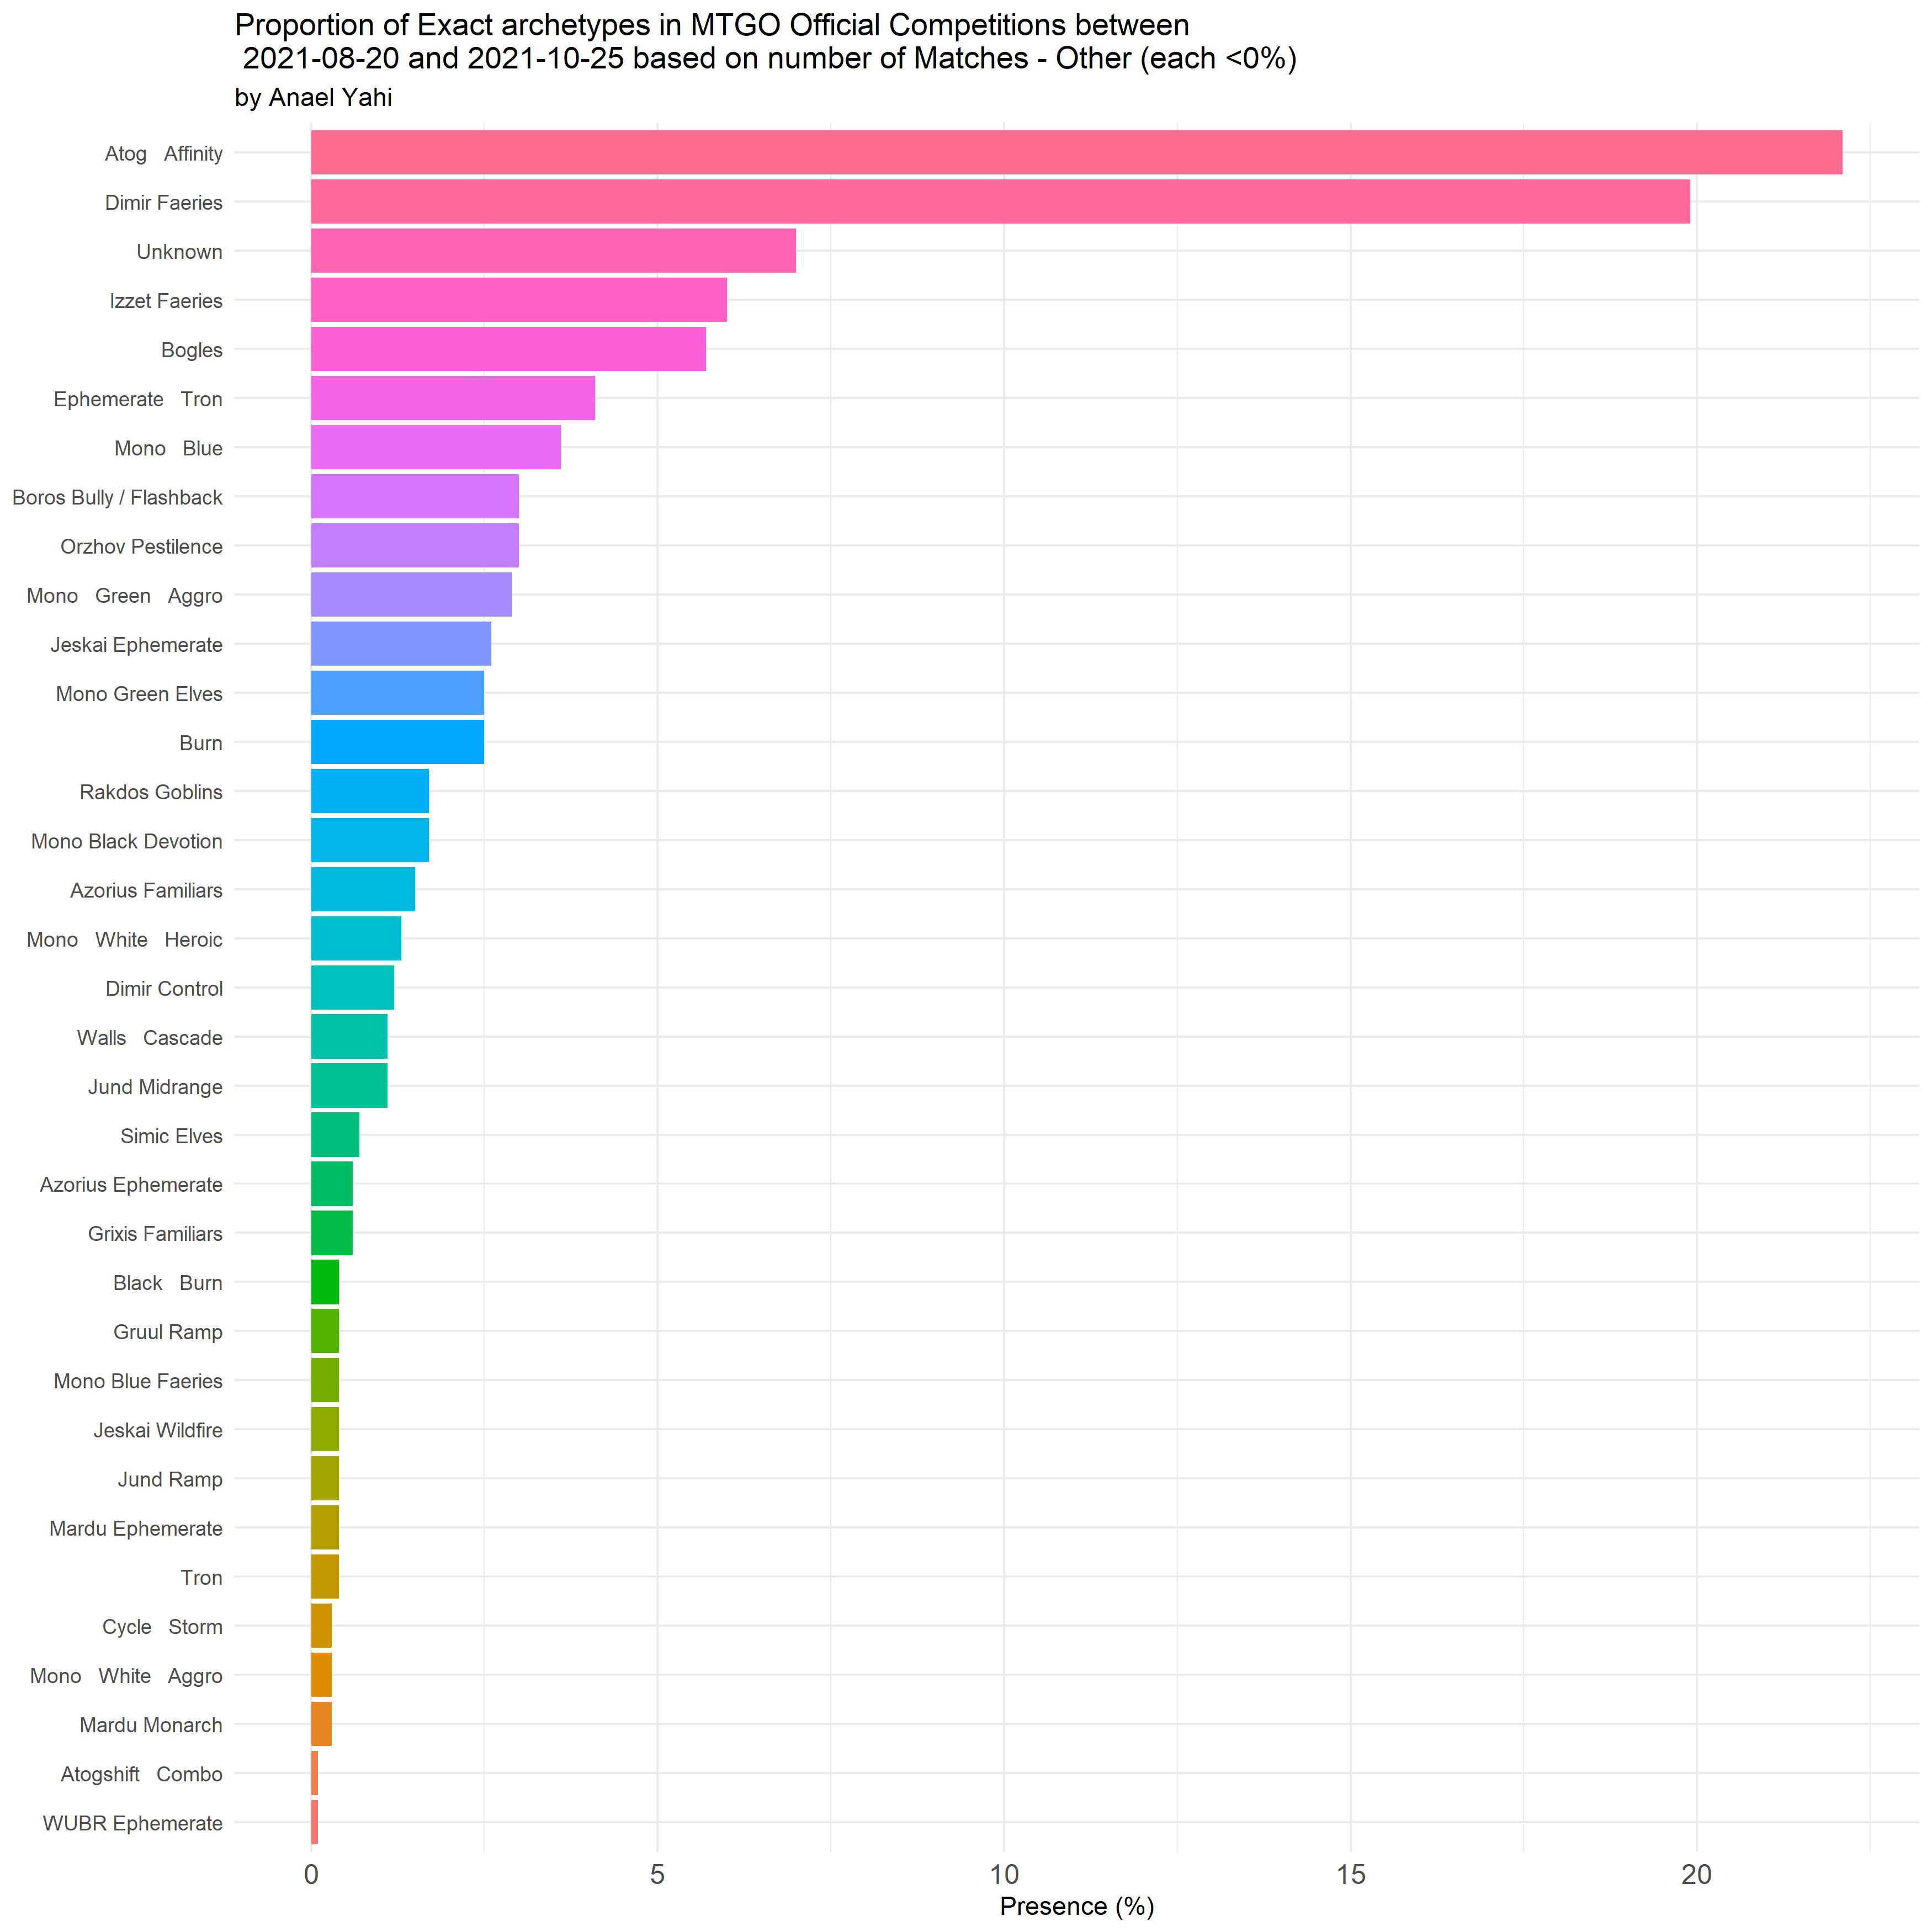 Proportion of Exact archetypes in MTGO Official Competitions between
2021-08-20 and 2021-10-25 based on number of Matches - Other (each <0%)
by Anael Yahi
Atog   Affinity
Dimir Faeries
Unknown
Izzet Faeries
Bogles
Ephemerate   Tron
Mono   Blue
Boros Bully / Flashback
Orzhov Pestilence
Mono   Green   Aggro
Jeskai Ephemerate
Mono Green Elves
Burn
Rakdos Goblins
Mono Black Devotion
Azorius Familiars
Mono   White   Heroic
Dimir Control
Walls   Cascade
Jund Midrange
Simic Elves
Azorius Ephemerate
Grixis Familiars
Black   Burn
Gruul Ramp
Mono Blue Faeries
Jeskai Wildfire
Jund Ramp
Mardu Ephemerate
Tron
Cycle   Storm
Mono   White   Aggro
Mardu Monarch
Atogshift   Combo
WUBR Ephemerate
0 5 10 15 20
Presence (%)